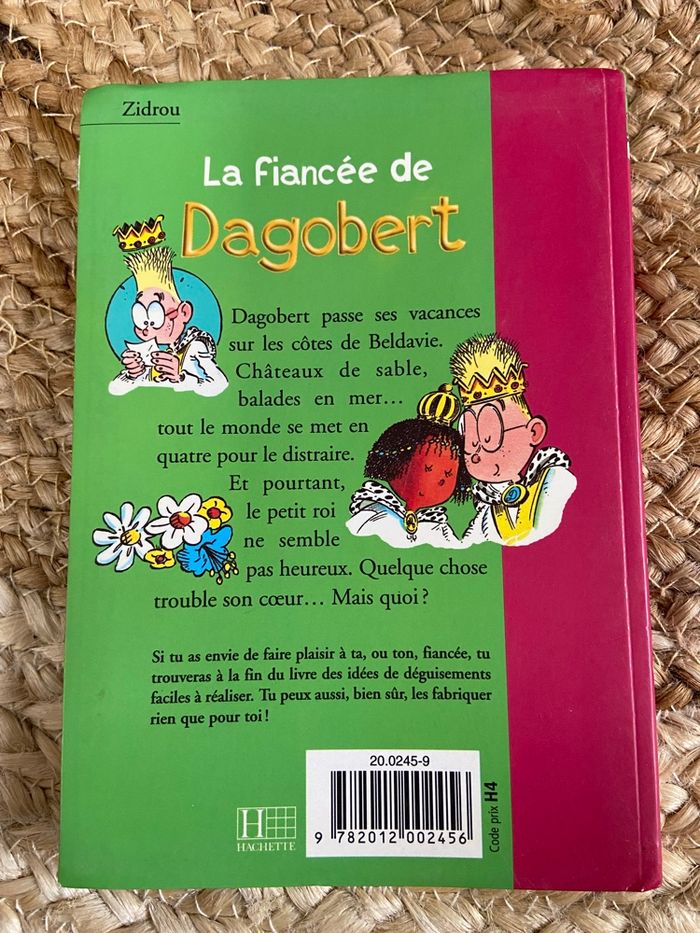 Zidrou
La fiancée de
Dagobert
Dagobert passe ses vacances
sur les côtes de Beldavie.
Châteaux de sable,
balades en mer...
tout le monde se met en
quatre pour le distraire.
Et pourtant,
le petit roi
ne semble
pas heureux. Quelque chose
trouble son cœur... Mais quoi ?
Si tu as envie de faire plaisir à ta, ou ton, fiancée, tu
trouveras à la fin du livre des idées de déguisements
faciles à réaliser. Tu peux aussi, bien sûr, les fabriquer
rien que pour toi !
20.0245-9
9 782012 002456
Code prix H4
H
HACHETTE